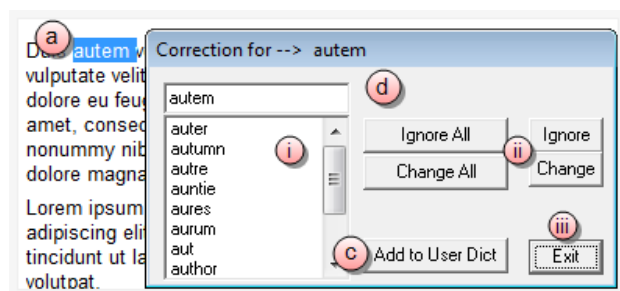 a
Duis autem v
vulputate velit
dolore eu feug
amet, consec
nonummy nib
dolore magna
Lorem ipsum
adipiscing elit
tincidunt ut la
volutpat.
Correction for --> autem
autem
d
auter
autumn
autre
auntie
aures
aurum
aut
author
i
Ignore All
Change All
ii
Ignore
Change
iii
c
Add to User Dict
Exit